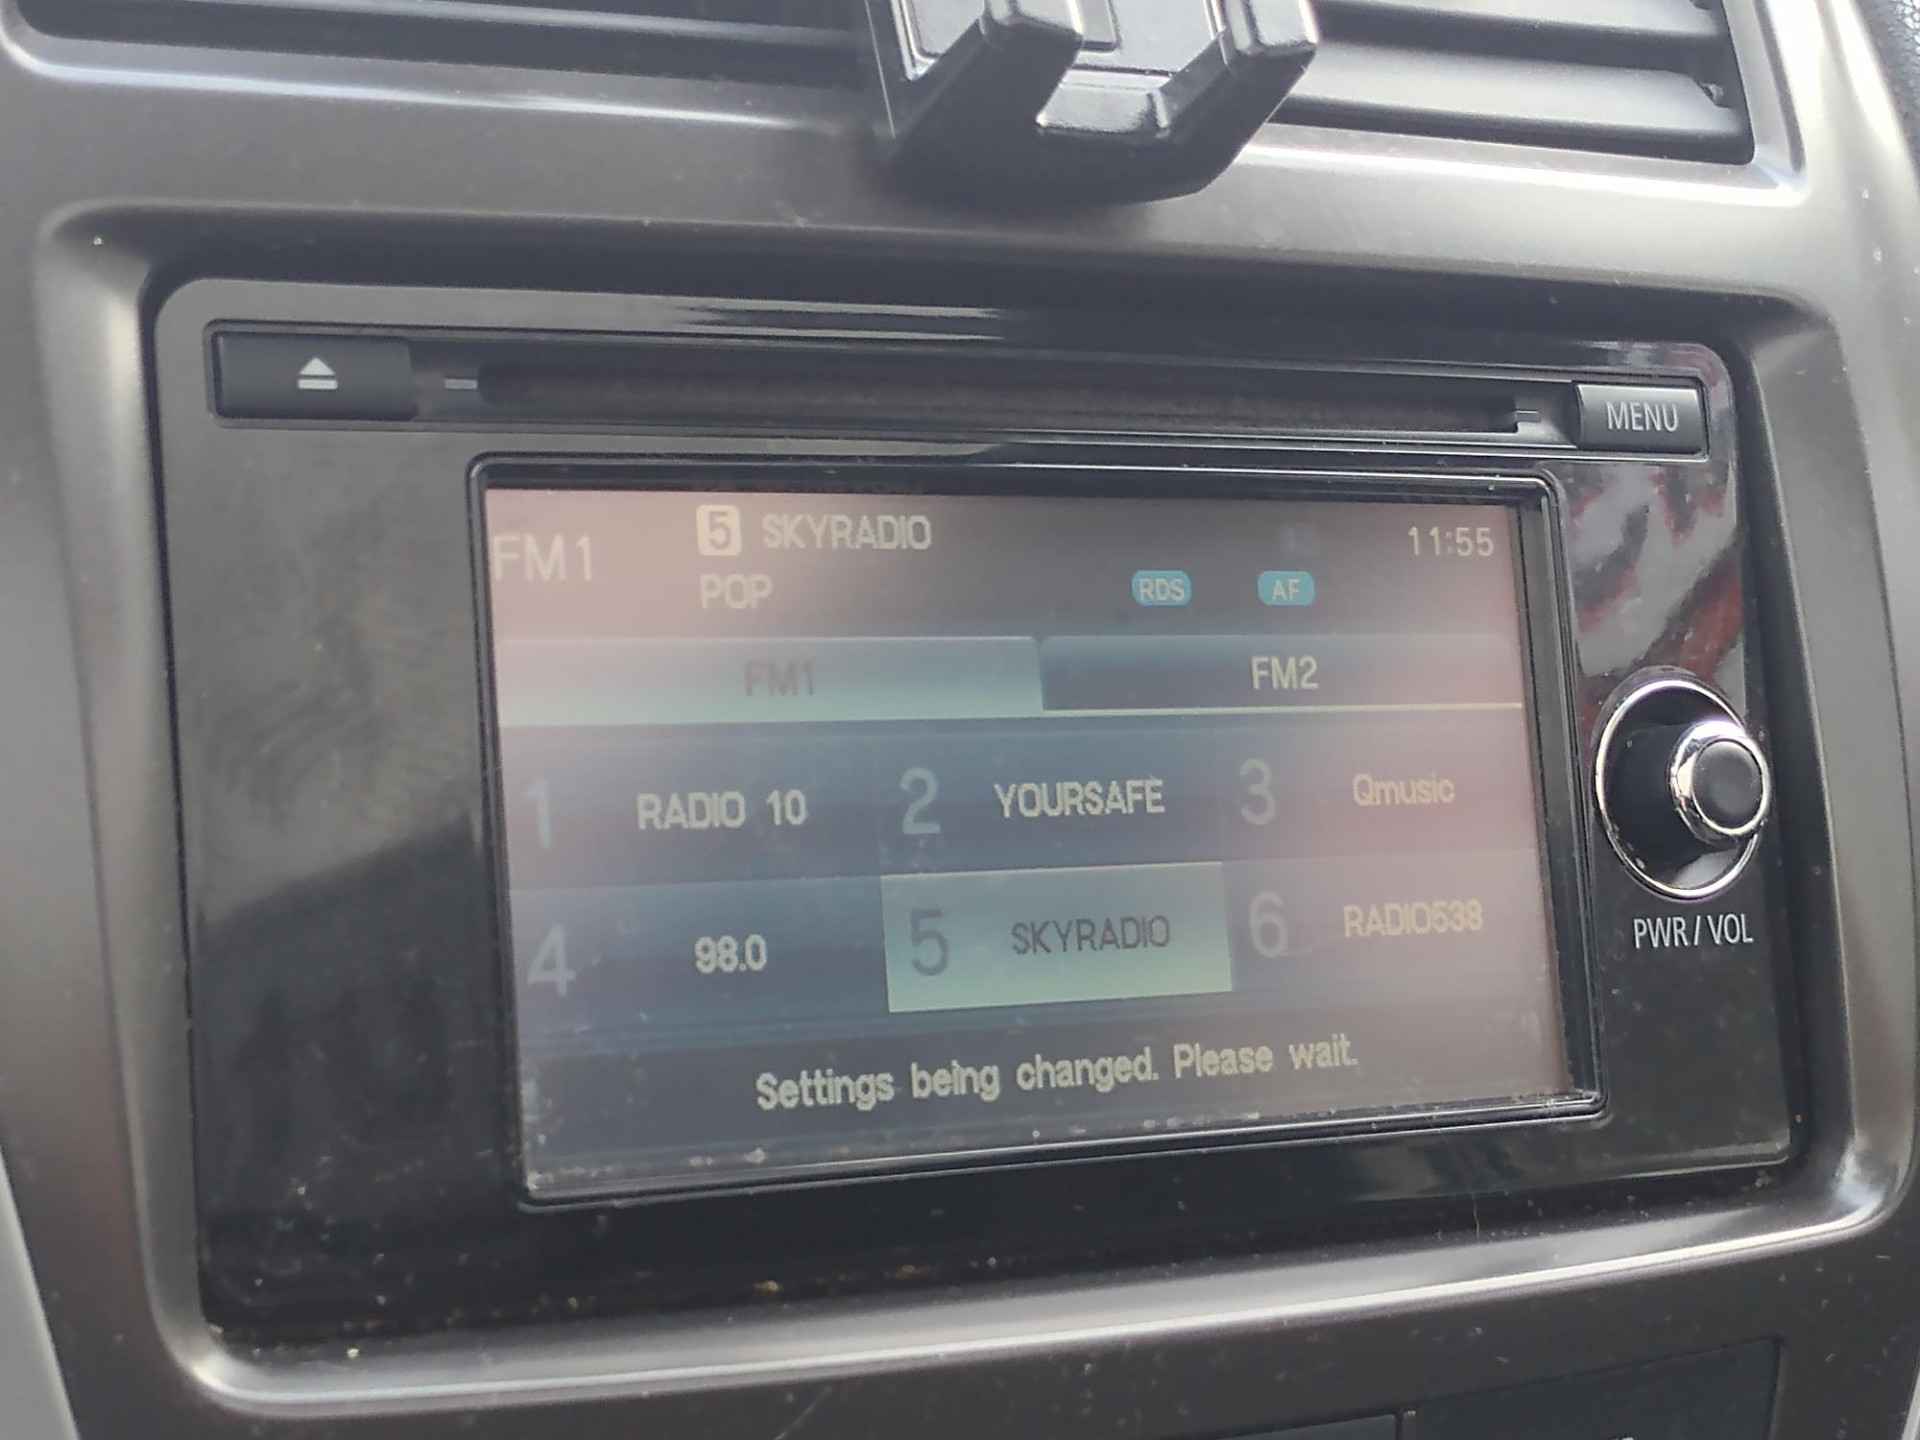 MENU
FM1 5 SKYRADIO 11:55
POP RDS AF
FM1 FM2
1 RADIO 10 2 YOURSAFE 3 Qmusic
4 98.0 5 SKYRADIO 6 RADIO538
PWR / VOL
Settings being changed. Please wait.